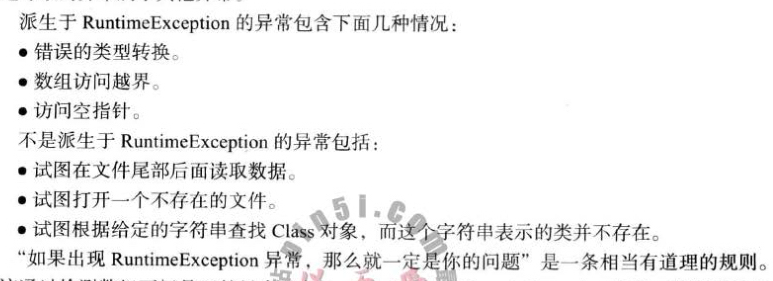 派生于 RuntimeException 的异常包含下面几种情况：
● 错误的类型转换。
● 数组访问越界。
● 访问空指针。
不是派生于 RuntimeException 的异常包括：
● 试图在文件尾部后面读取数据。
● 试图打开一个不存在的文件。
● 试图根据给定的字符串查找 Class 对象，而这个字符串表示的类并不存在。
“如果出现 RuntimeException 异常，那么就一定是你的问题”是一条相当有道理的规则。